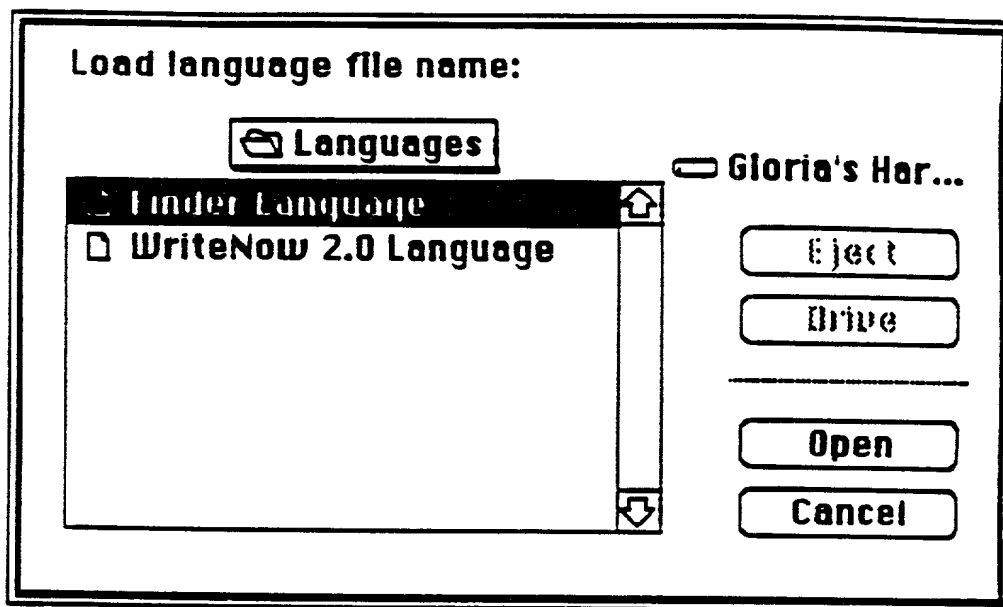 Load language file name:
Languages
Gloria's Har...
Finder Language
WriteNow 2.0 Language
Eject
Drive
Open
Cancel